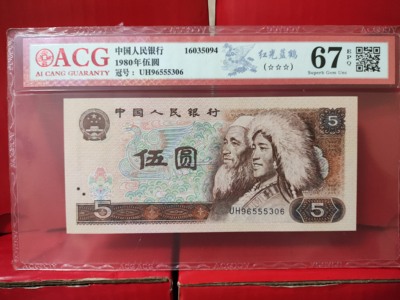 ACG
AI CANG GUARANTY
中国人民银行 16035094
1980年伍圆
冠号：UH96555306
红光蓝鹤
(☆☆☆)
67 EPQ
Superb Gem Unc
中国人民银行
5
伍圆
UH96555306
5
5